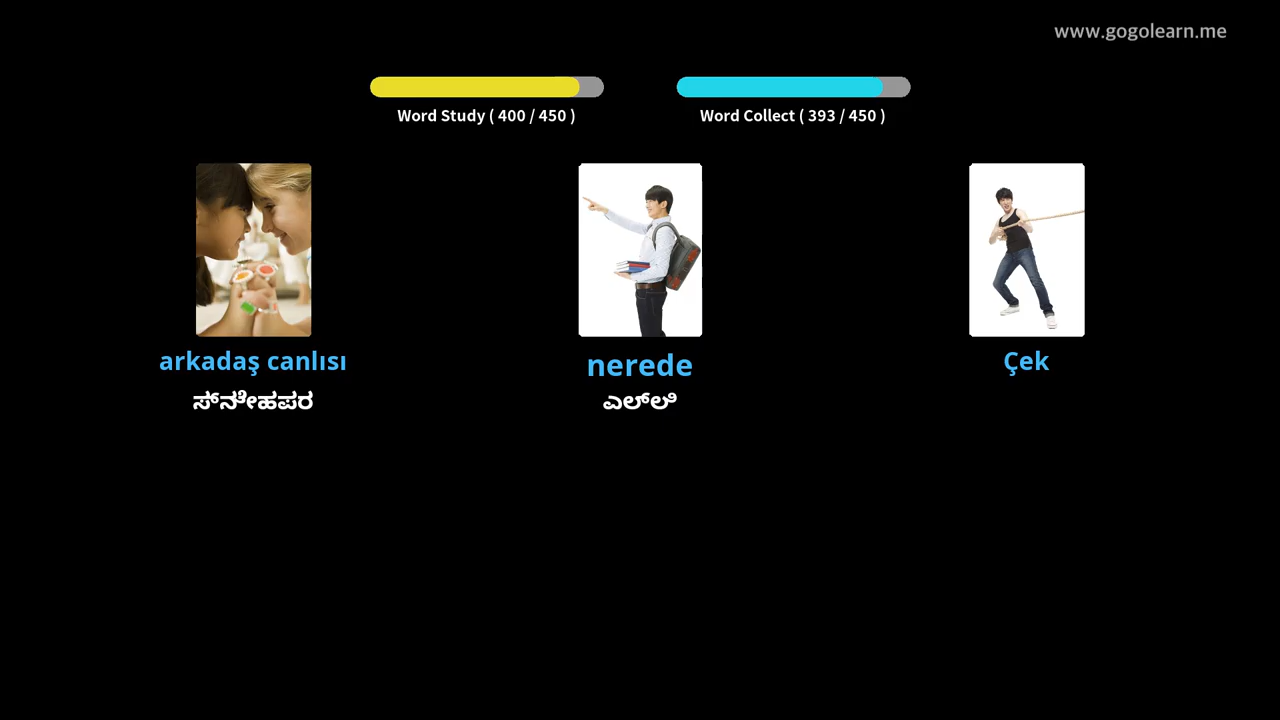 www.gogolearn.me
Word Study ( 400 / 450 )
Word Collect ( 393 / 450 )
arkadaş canlısı
nerede
Çek
ಸ್ನೇಹಪರ
ಎಲ್ಲಿ